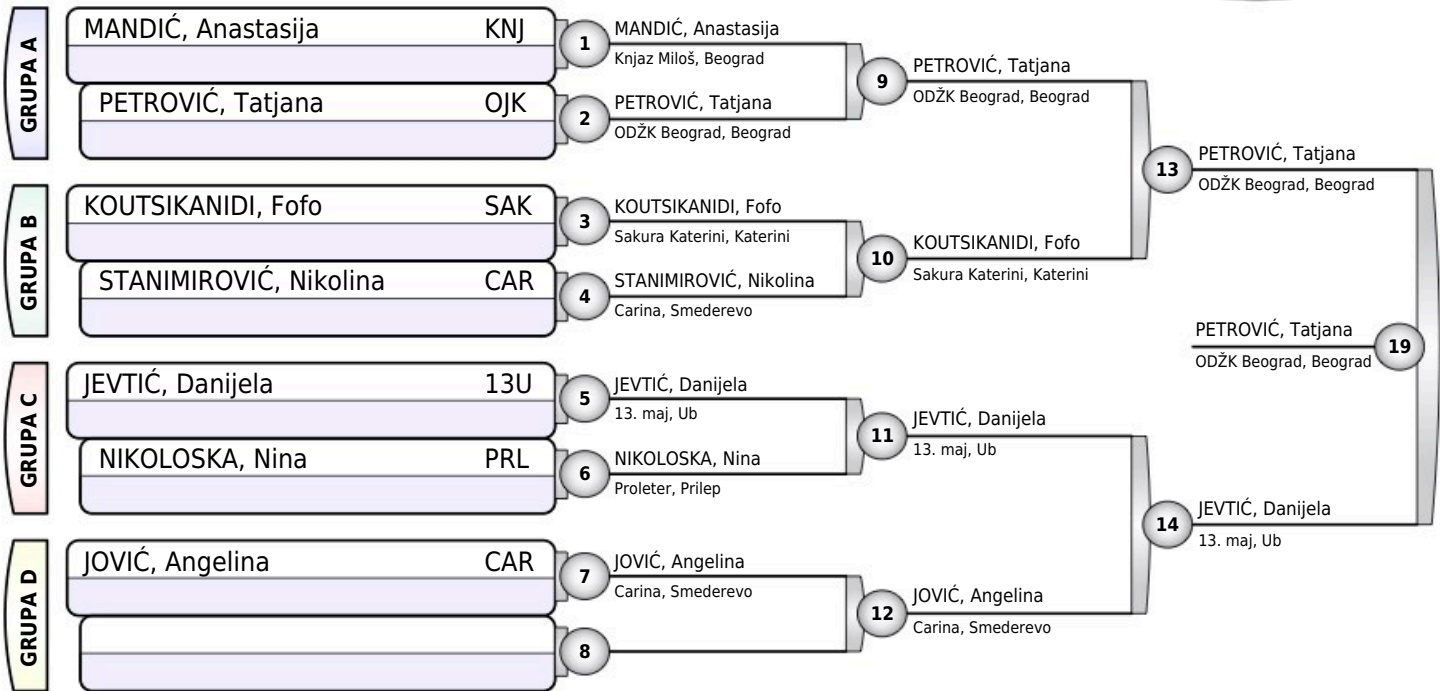 GRUPA A
MANDIĆ, Anastasija KNJ
PETROVIĆ, Tatjana OJK
1
MANDIĆ, Anastasija
Knjaz Miloš, Beograd
2
PETROVIĆ, Tatjana
ODŽK Beograd, Beograd
9
PETROVIĆ, Tatjana
ODŽK Beograd, Beograd
GRUPA B
KOUTSIKANIDI, Fofo SAK
STANIMIROVIĆ, Nikolina CAR
3
KOUTSIKANIDI, Fofo
Sakura Katerini, Katerini
4
STANIMIROVIĆ, Nikolina
Carina, Smederevo
10
KOUTSIKANIDI, Fofo
Sakura Katerini, Katerini
13
PETROVIĆ, Tatjana
ODŽK Beograd, Beograd
GRUPA C
JEVTIĆ, Danijela 13U
NIKOLOSKA, Nina PRL
5
JEVTIĆ, Danijela
13. maj, Ub
6
NIKOLOSKA, Nina
Proleter, Prilep
11
JEVTIĆ, Danijela
13. maj, Ub
GRUPA D
JOVIĆ, Angelina CAR
7
JOVIĆ, Angelina
Carina, Smederevo
8
12
JOVIĆ, Angelina
Carina, Smederevo
14
JEVTIĆ, Danijela
13. maj, Ub
PETROVIĆ, Tatjana
ODŽK Beograd, Beograd
19